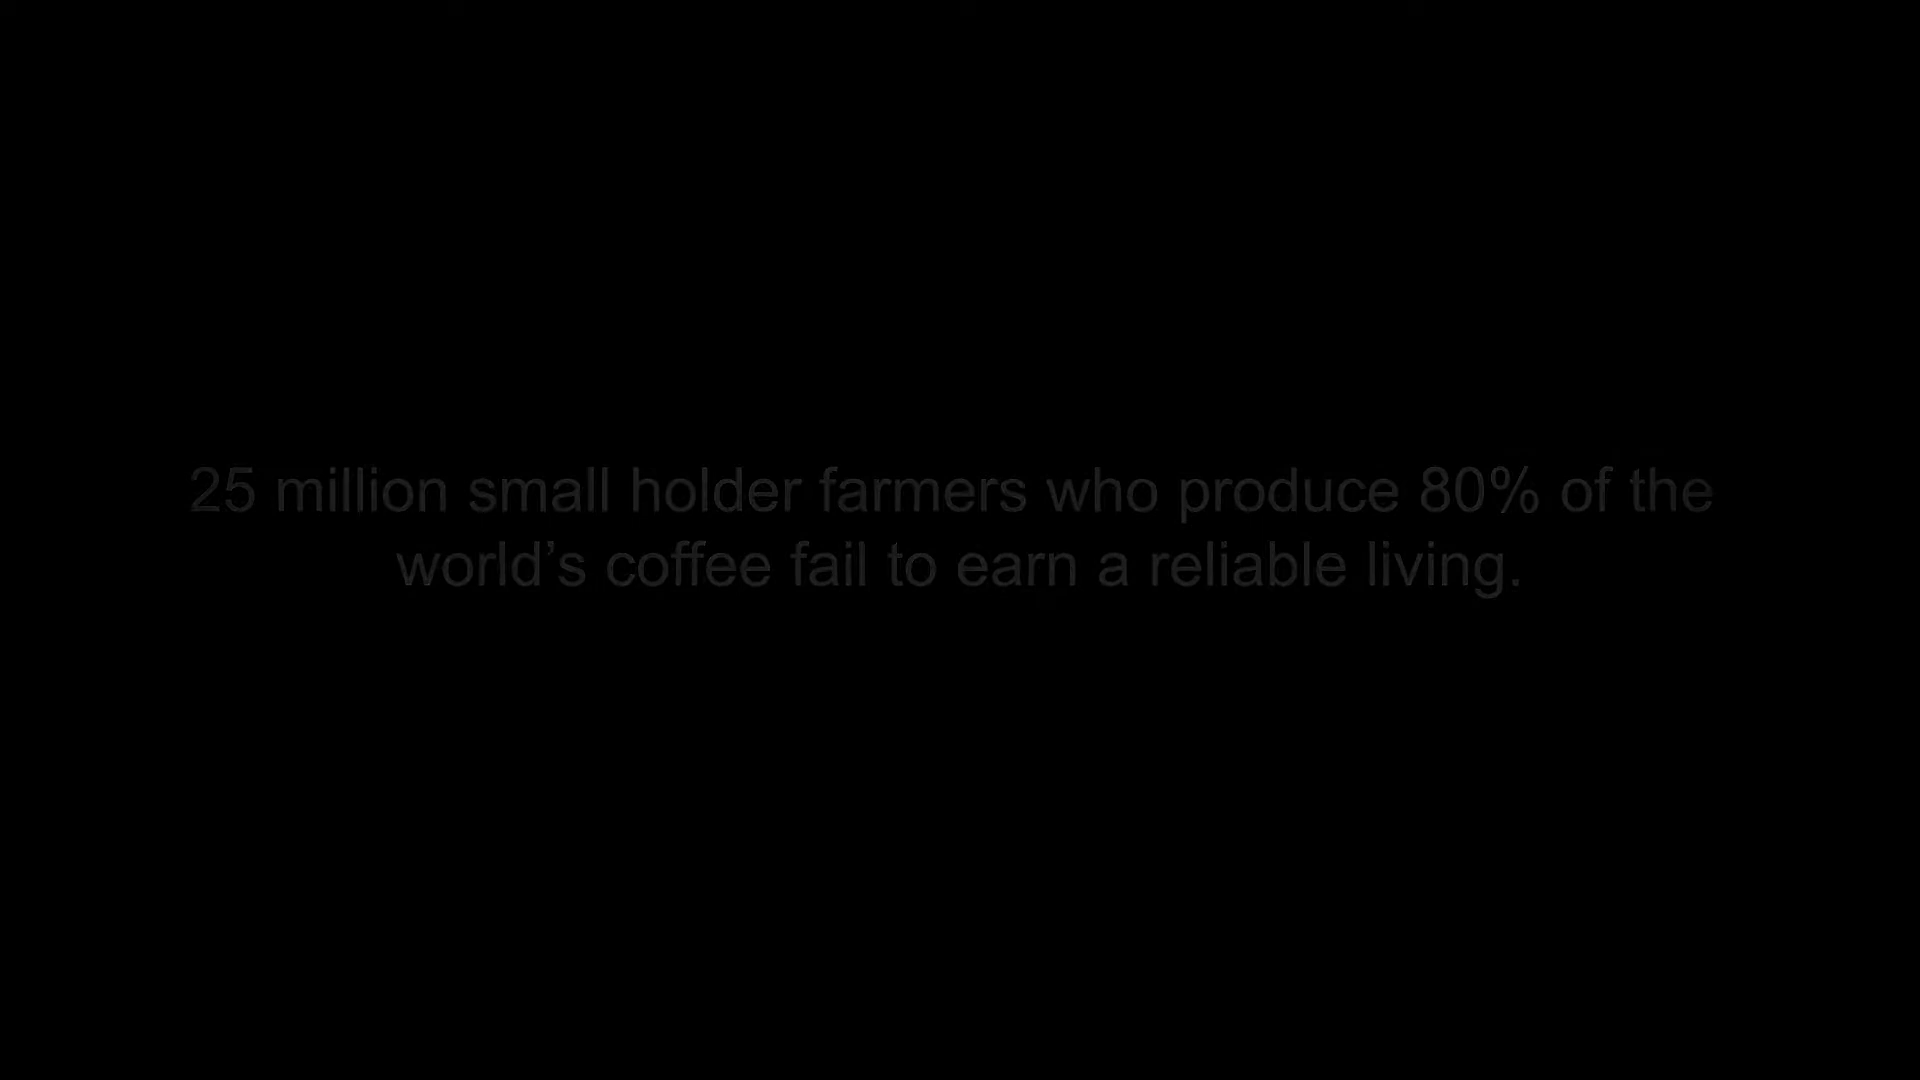 25 million small holder farmers who produce 80% of the
world’s coffee fail to earn a reliable living.